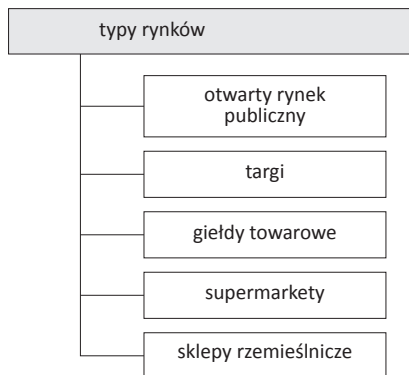 typy rynków
otwarty rynek
publiczny
targi
giełdy towarowe
supermarkety
sklepy rzemieślnicze